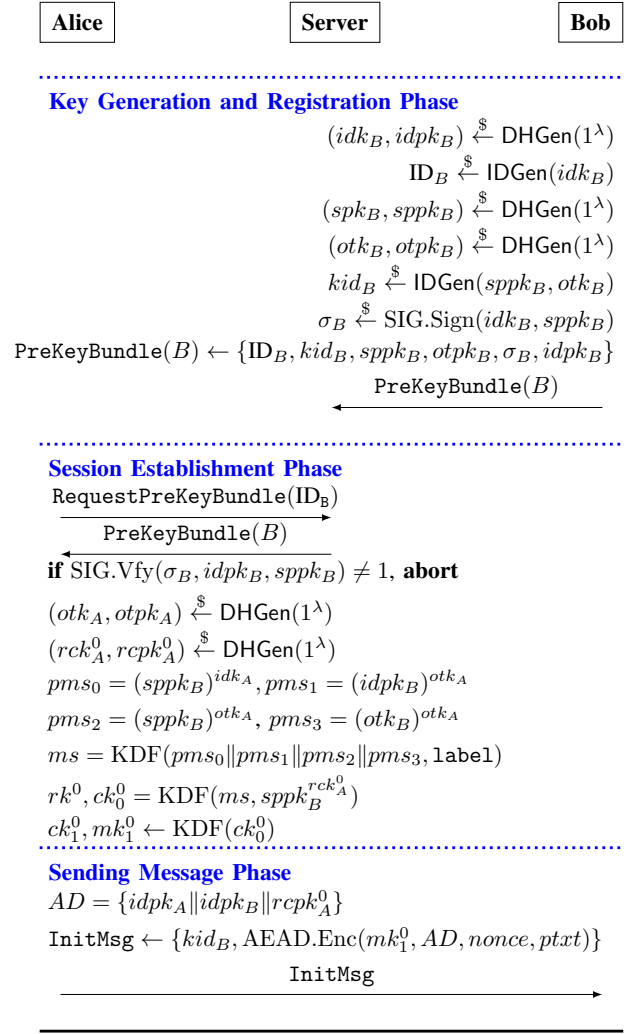 Alice Server Bob
Key Generation and Registration Phase
(idk_B, idpk_B) ←$ DHGen(1^λ)
ID_B ←$ IDGen(idk_B)
(spk_B, sppk_B) ←$ DHGen(1^λ)
(otk_B, otpk_B) ←$ DHGen(1^λ)
kid_B ←$ IDGen(sppk_B, otk_B)
σ_B ←$ SIG.Sign(idk_B, sppk_B)
PreKeyBundle(B) ← {ID_B, kid_B, sppk_B, otpk_B, σ_B, idpk_B}
PreKeyBundle(B)
Session Establishment Phase
RequestPreKeyBundle(ID_B)
PreKeyBundle(B)
if SIG.Vfy(σ_B, idpk_B, sppk_B) ≠ 1, abort
(otk_A, otpk_A) ←$ DHGen(1^λ)
(rck_A^0, rcpk_A^0) ←$ DHGen(1^λ)
pms_0 = (sppk_B)^{idk_A}, pms_1 = (idpk_B)^{otk_A}
pms_2 = (sppk_B)^{otk_A}, pms_3 = (otk_B)^{otk_A}
ms = KDF(pms_0‖pms_1‖pms_2‖pms_3, label)
rk^0, ck_0^0 = KDF(ms, sppk_B^{rck_A^0})
ck_1^0, mk_1^0 ← KDF(ck_0^0)
Sending Message Phase
AD = {idpk_A‖idpk_B‖rcpk_A^0}
InitMsg ← {kid_B, AEAD.Enc(mk_1^0, AD, nonce, ptxt)}
InitMsg